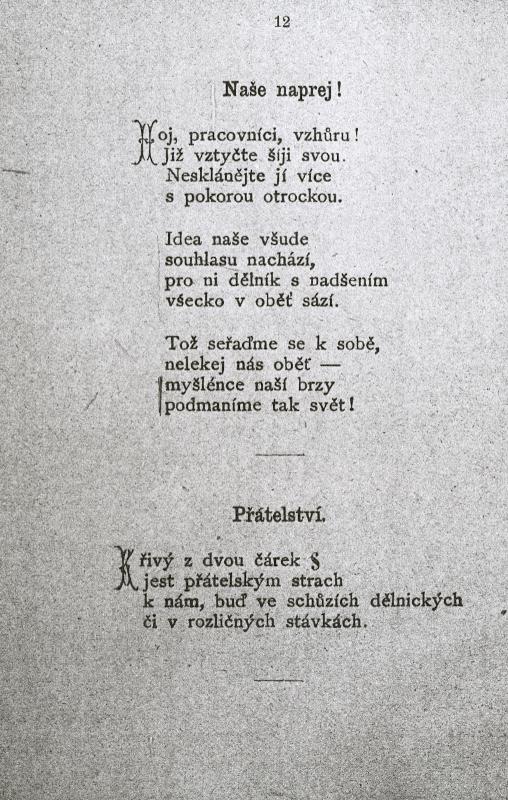 12
Naše naprej!
Hoj, pracovníci, vzhůru!
Již vztyčte šíji svou.
Nesklánějte jí více
s pokorou otrockou.
Idea naše všude
souhlasu nachází,
pro ni dělník s nadšením
všecko v oběť sází.
Tož seřaďme se k sobě,
nelekej nás oběť —
myšlénce naší brzy
podmaníme tak svět!
Přátelství.
Křivý z dvou čárek §
jest přátelským strach
k nám, buď ve schůzích dělnických
či v rozličných stávkách.